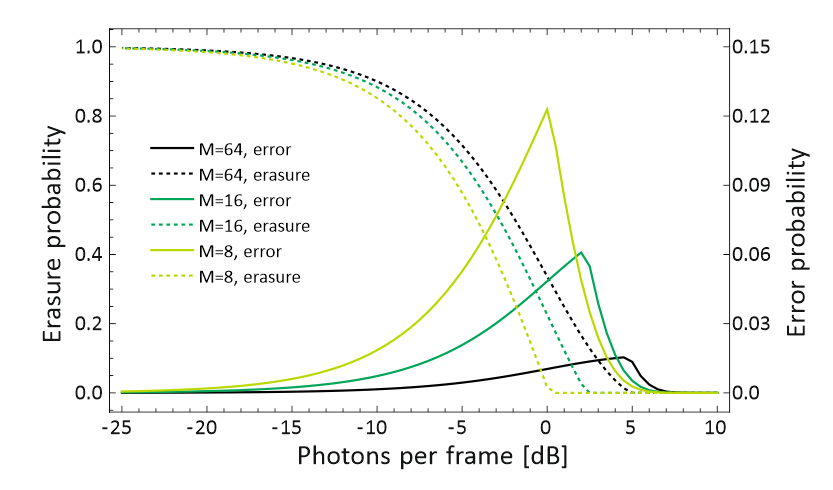 1.0
0.8
0.6
0.4
0.2
0.0
Erasure probability
0.15
0.12
0.09
0.06
0.03
0.0
Error probability
M=64, error
M=64, erasure
M=16, error
M=16, erasure
M=8, error
M=8, erasure
-25 -20 -15 -10 -5 0 5 10
Photons per frame [dB]